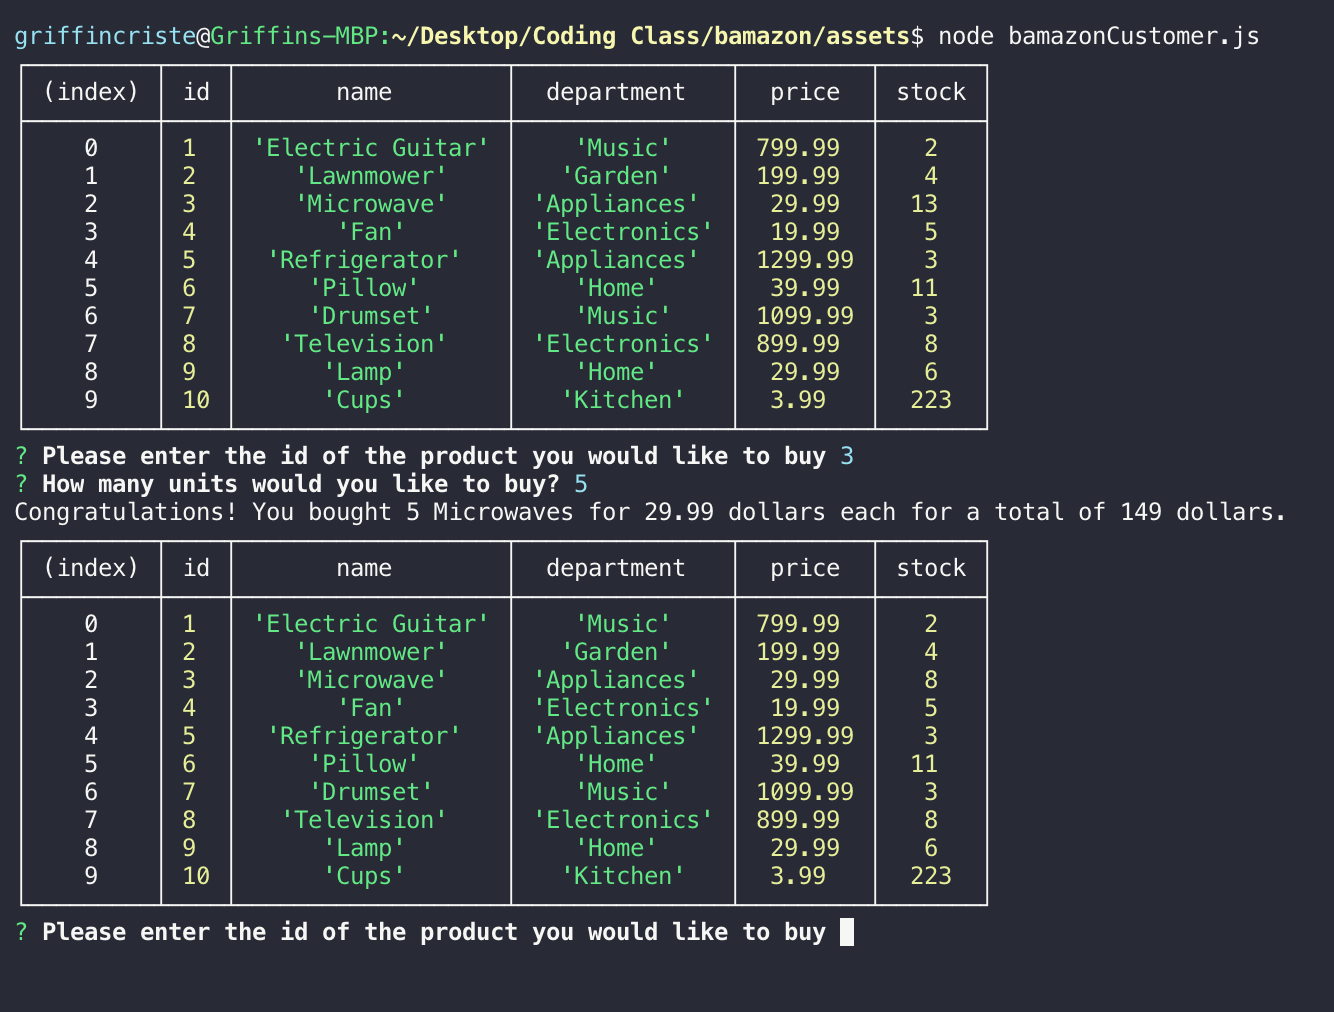 griffincriste@Griffins-MBP:~/Desktop/Coding Class/bamazon/assets$ node bamazonCustomer.js
(index) id name department price stock
0 1 'Electric Guitar' 'Music' 799.99 2
1 2 'Lawnmower' 'Garden' 199.99 4
2 3 'Microwave' 'Appliances' 29.99 13
3 4 'Fan' 'Electronics' 19.99 5
4 5 'Refrigerator' 'Appliances' 1299.99 3
5 6 'Pillow' 'Home' 39.99 11
6 7 'Drumset' 'Music' 1099.99 3
7 8 'Television' 'Electronics' 899.99 8
8 9 'Lamp' 'Home' 29.99 6
9 10 'Cups' 'Kitchen' 3.99 223
? Please enter the id of the product you would like to buy 3
? How many units would you like to buy? 5
Congratulations! You bought 5 Microwaves for 29.99 dollars each for a total of 149 dollars.
(index) id name department price stock
0 1 'Electric Guitar' 'Music' 799.99 2
1 2 'Lawnmower' 'Garden' 199.99 4
2 3 'Microwave' 'Appliances' 29.99 8
3 4 'Fan' 'Electronics' 19.99 5
4 5 'Refrigerator' 'Appliances' 1299.99 3
5 6 'Pillow' 'Home' 39.99 11
6 7 'Drumset' 'Music' 1099.99 3
7 8 'Television' 'Electronics' 899.99 8
8 9 'Lamp' 'Home' 29.99 6
9 10 'Cups' 'Kitchen' 3.99 223
? Please enter the id of the product you would like to buy